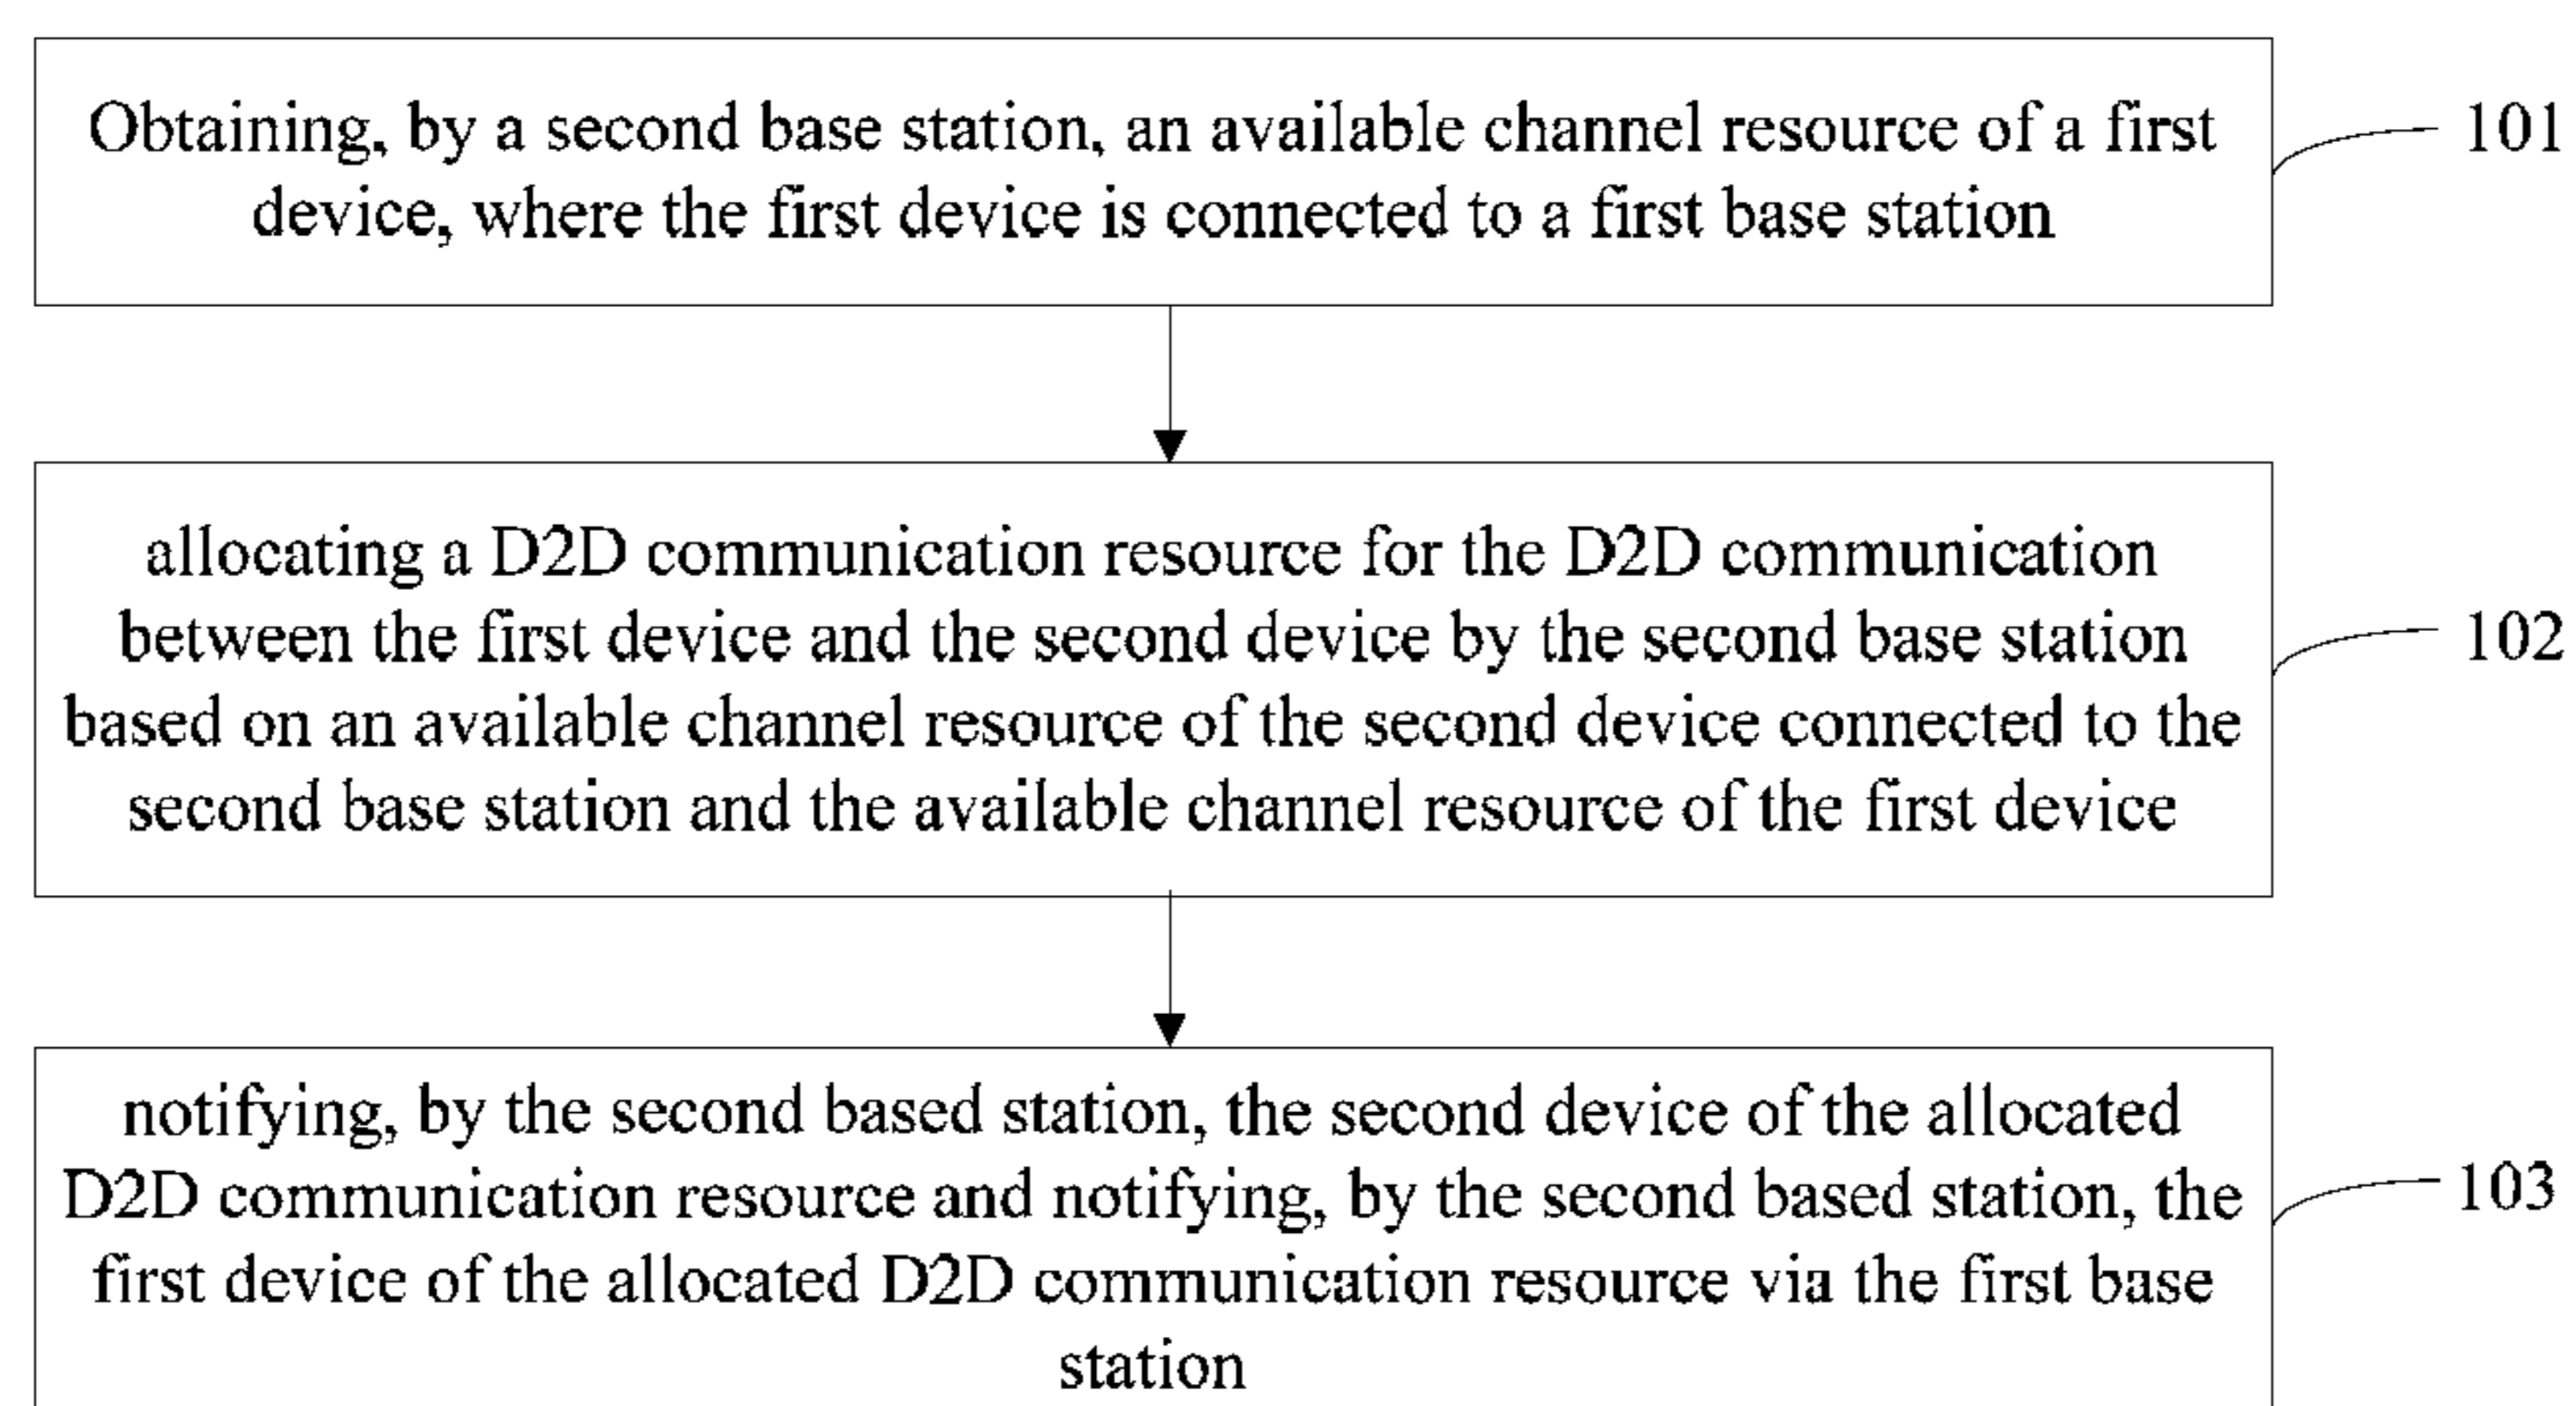 Obtaining, by a second base station, an available channel resource of a first
device, where the first device is connected to a first base station
101
allocating a D2D communication resource for the D2D communication
between the first device and the second device by the second base station
based on an available channel resource of the second device connected to the
second base station and the available channel resource of the first device
102
notifying, by the second based station, the second device of the allocated
D2D communication resource and notifying, by the second based station, the
first device of the allocated D2D communication resource via the first base
station
103